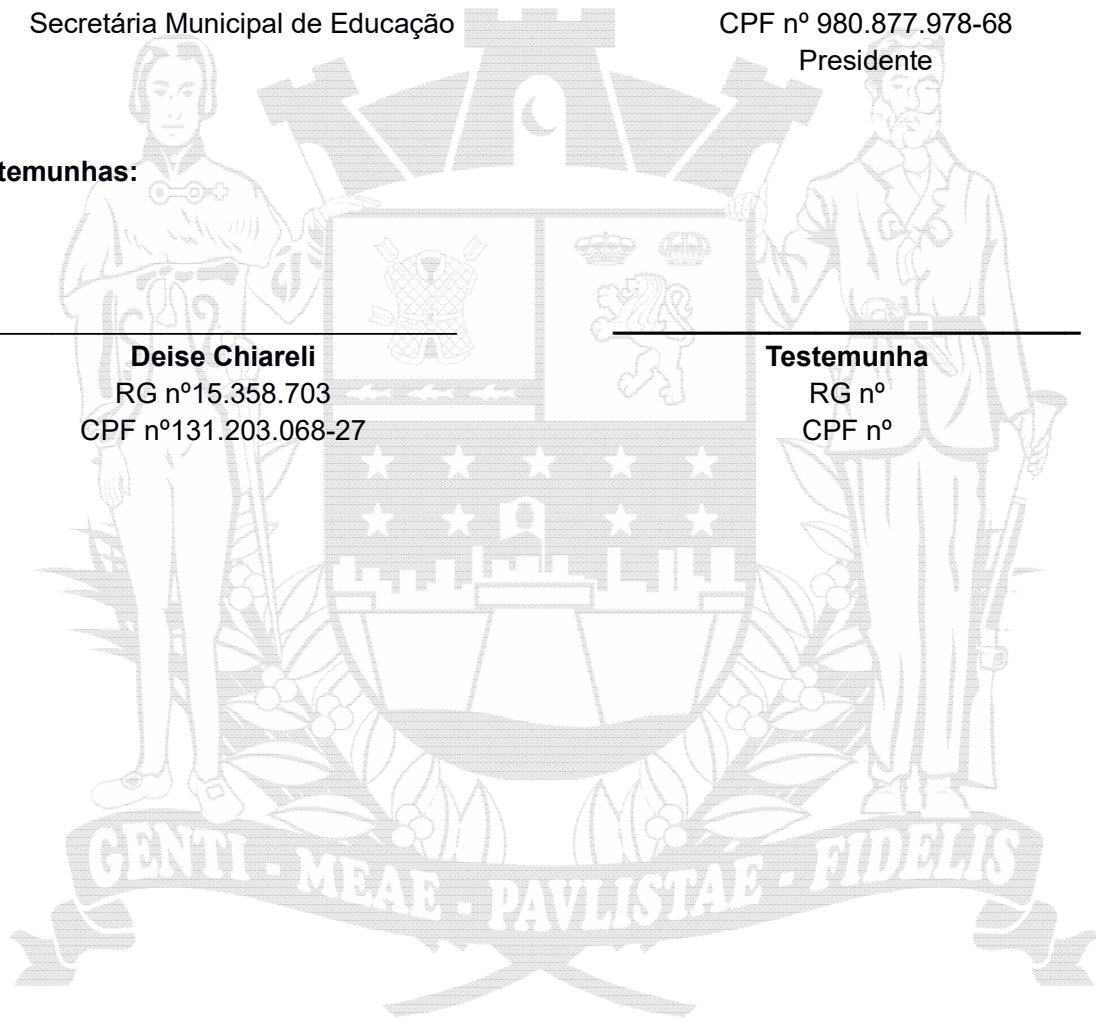 Secretária Municipal de Educação
CPF nº 980.877.978-68
Presidente
temunhas:
Deise Chiareli
RG nº15.358.703
CPF nº131.203.068-27
Testemunha
RG nº
CPF nº
GENTI - MEAE - PAVLISTAE - FIDELIS